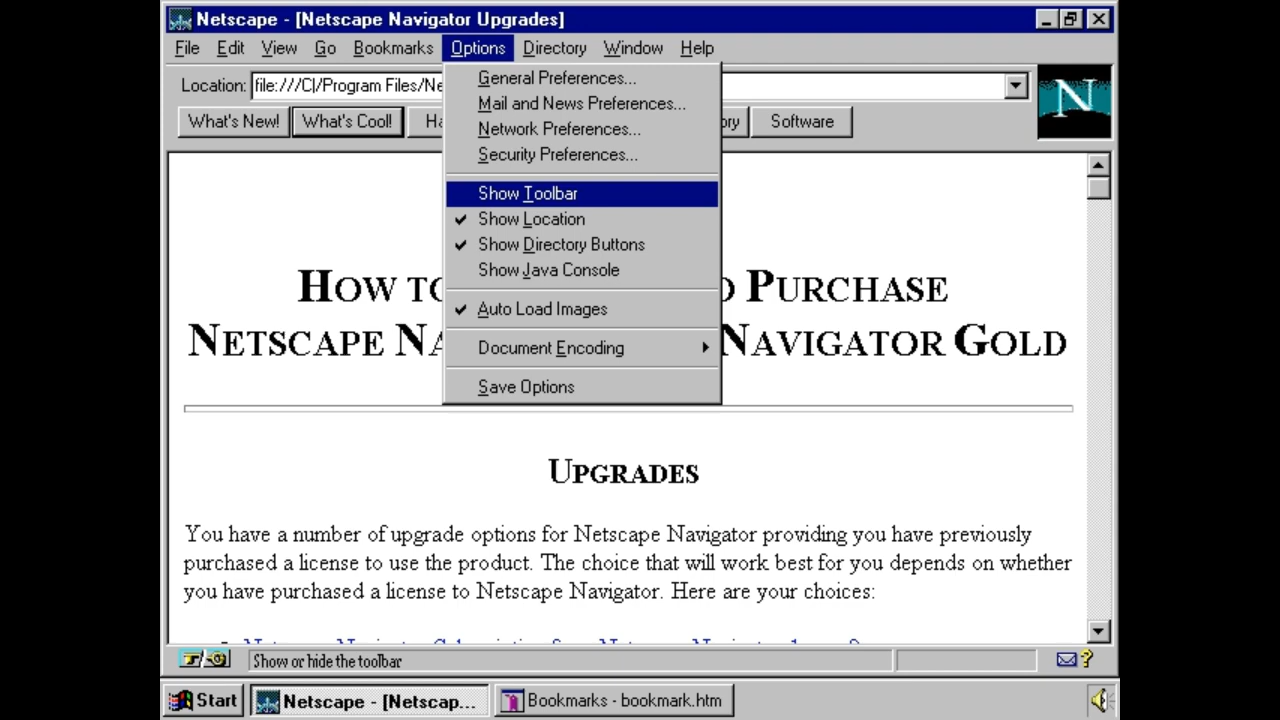 Netscape - [Netscape Navigator Upgrades]
File Edit View Go Bookmarks Options Directory Window Help
Location: file:///C|/Program Files/Ne
N
What's New! What's Cool! Software
General Preferences...
Mail and News Preferences...
Network Preferences...
Security Preferences...
Show Toolbar
Show Location
Show Directory Buttons
Show Java Console
Auto Load Images
Document Encoding
Save Options
HOW TO PURCHASE
NETSCAPE NAVIGATOR GOLD
UPGRADES
You have a number of upgrade options for Netscape Navigator providing you have previously
purchased a license to use the product. The choice that will work best for you depends on whether
you have purchased a license to Netscape Navigator. Here are your choices:
Show or hide the toolbar
Start Netscape - [Netscap... Bookmarks - bookmark.htm